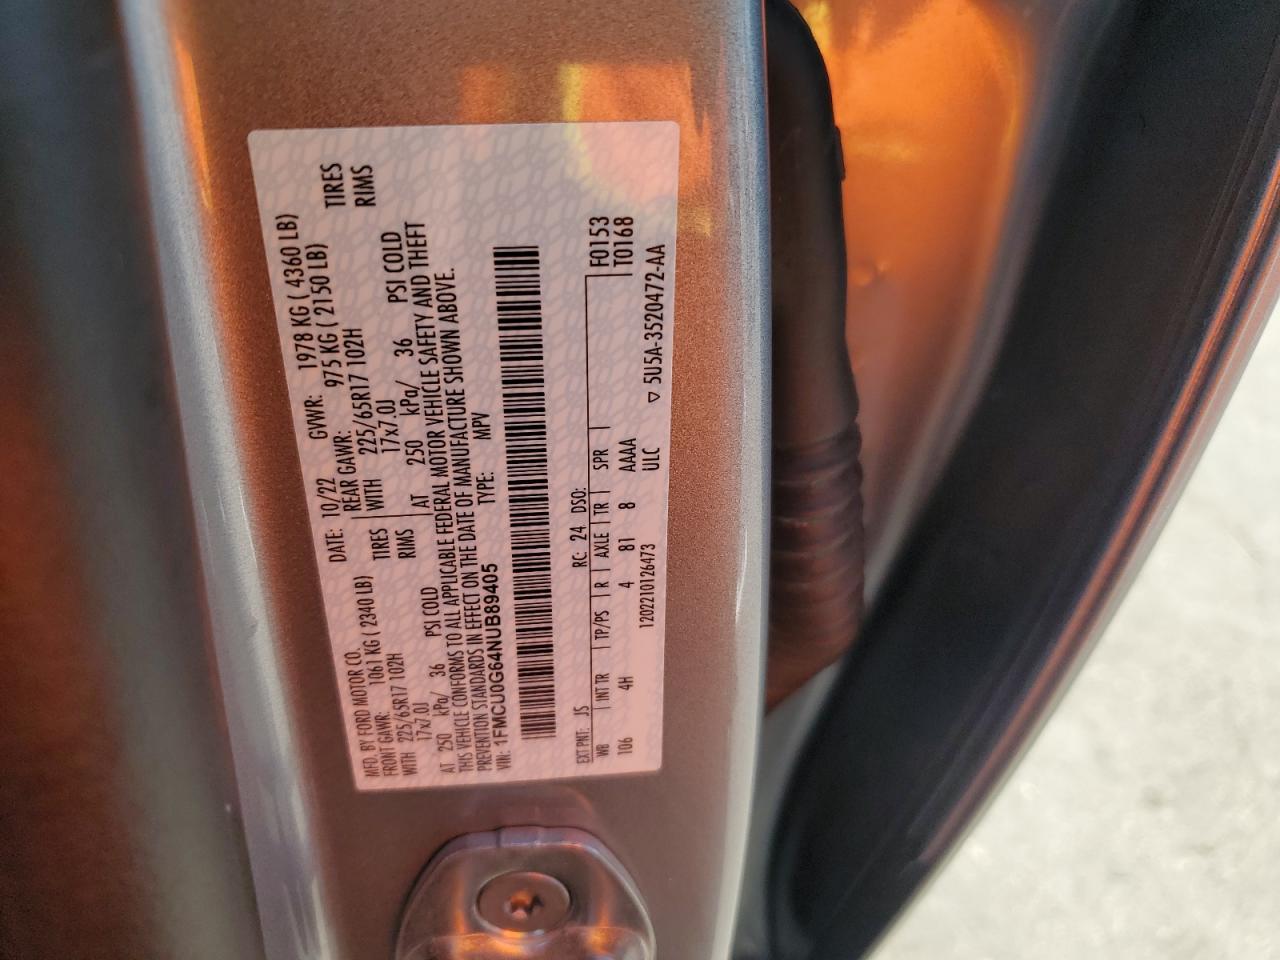 MFD. BY FORD MOTOR CO. DATE: 10/22 GVWR: 1978 KG ( 4360 LB)
FRONT GAWR: 1061 KG ( 2340 LB) REAR GAWR: 975 KG ( 2150 LB)
WITH 225/65R17 102H TIRES WITH 225/65R17 102H TIRES
17x7.0J RIMS 17x7.0J RIMS
AT 250 kPa/ 36 PSI COLD AT 250 kPa/ 36 PSI COLD
THIS VEHICLE CONFORMS TO ALL APPLICABLE FEDERAL MOTOR VEHICLE SAFETY AND THEFT
PREVENTION STANDARDS IN EFFECT ON THE DATE OF MANUFACTURE SHOWN ABOVE.
VIN: 1FMCU0G64NUB89405 TYPE: MPV
EXT PNT: JS RC: 24 DSO: F0153
WB INT TR TP/PS R AXLE TR SPR T0168
106 4H 4 81 8 AAAA
1202210126473 ULC ▽ 5U5A-3520472-AA